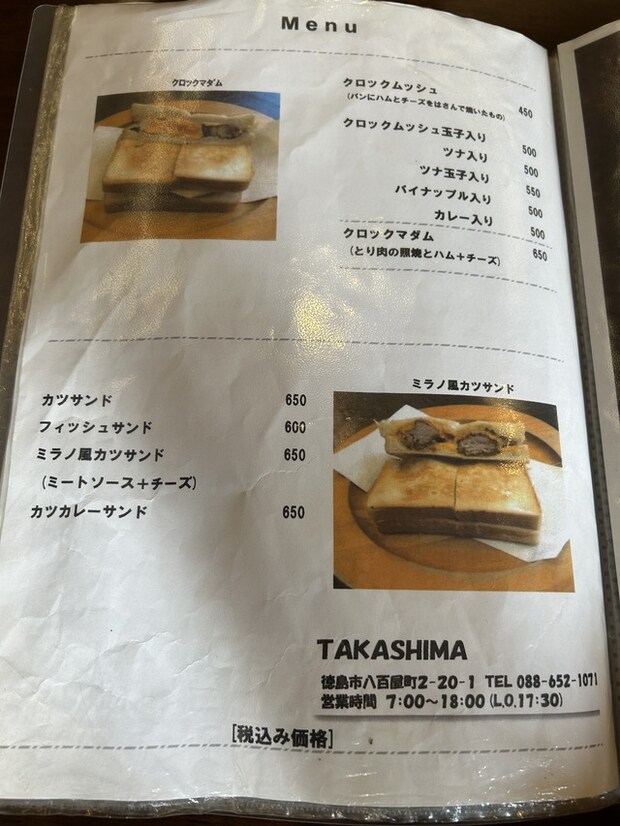 Menu
クロックマダム
クロックムッシュ
(パンにハムとチーズをはさんで焼いたもの) 450
クロックムッシュ玉子入り 500
ツナ入り 500
ツナ玉子入り 550
パイナップル入り 500
カレー入り 500
クロックマダム 650
(とり肉の照焼とハム+チーズ)
カツサンド 650
フィッシュサンド 600
ミラノ風カツサンド 650
(ミートソース+チーズ)
カツカレーサンド 650
ミラノ風カツサンド
TAKASHIMA
徳島市八百屋町2-20-1 TEL 088-652-1071
営業時間 7:00~18:00 (L.O.17:30)
[税込み価格]